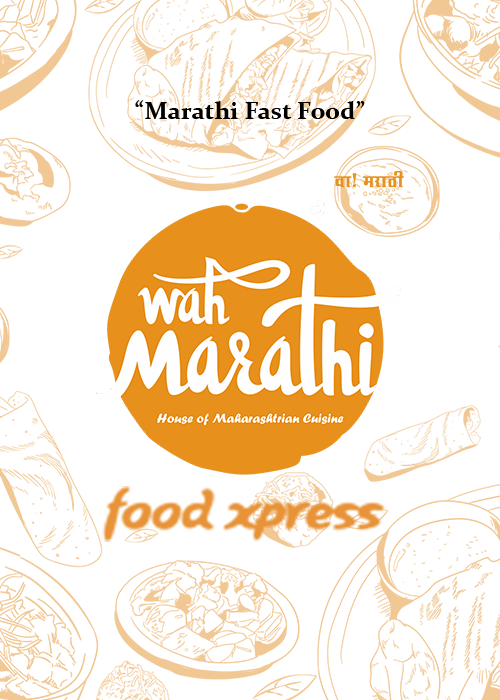 “Marathi Fast Food”
वा! मराठी
wah
Marathi
House of Maharashtrian Cuisine
food xpress